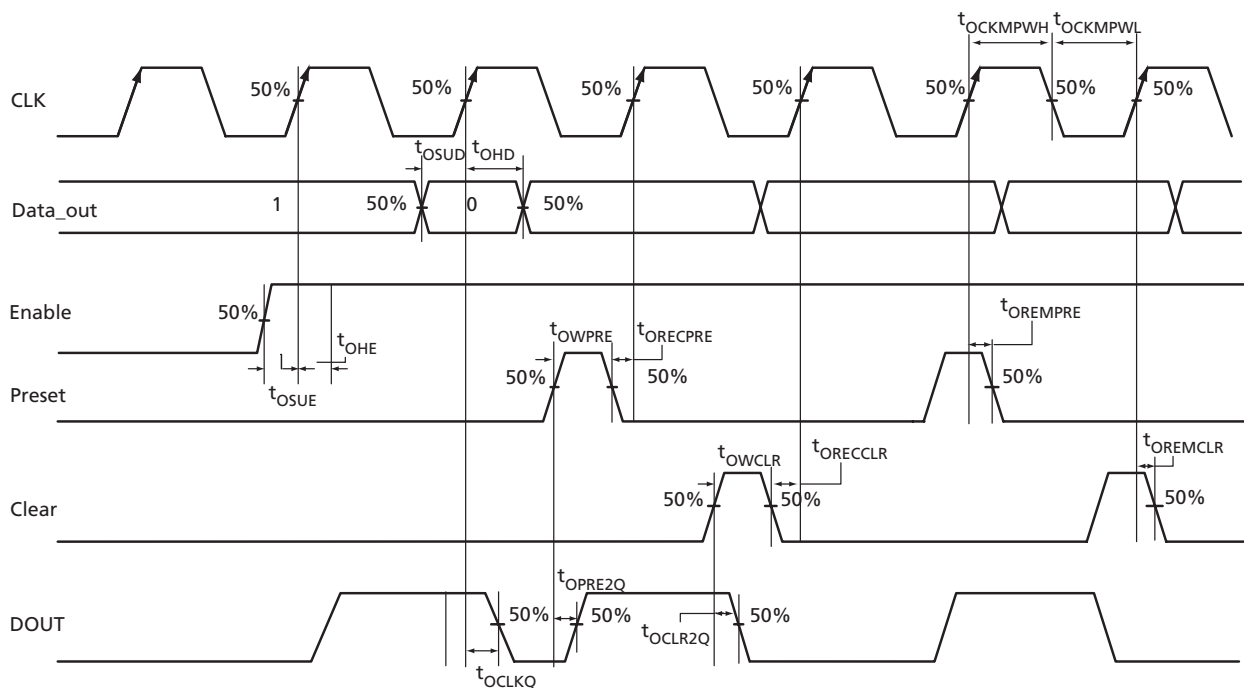 tOCKMPWH tOCKMPWL
CLK 50% 50% 50% 50% 50% 50% 50%
tOSUD tOHD
Data_out 1 50% 0 50%
Enable 50%
tOHE
tOSUE
tOWPRE tORECPRE tOREMPRE
Preset 50% 50% 50%
tOWCLR tORECCLR tOREMCLR
Clear 50% 50% 50%
tOPRE2Q
DOUT 50% 50% tOCLR2Q 50%
tOCLKQ